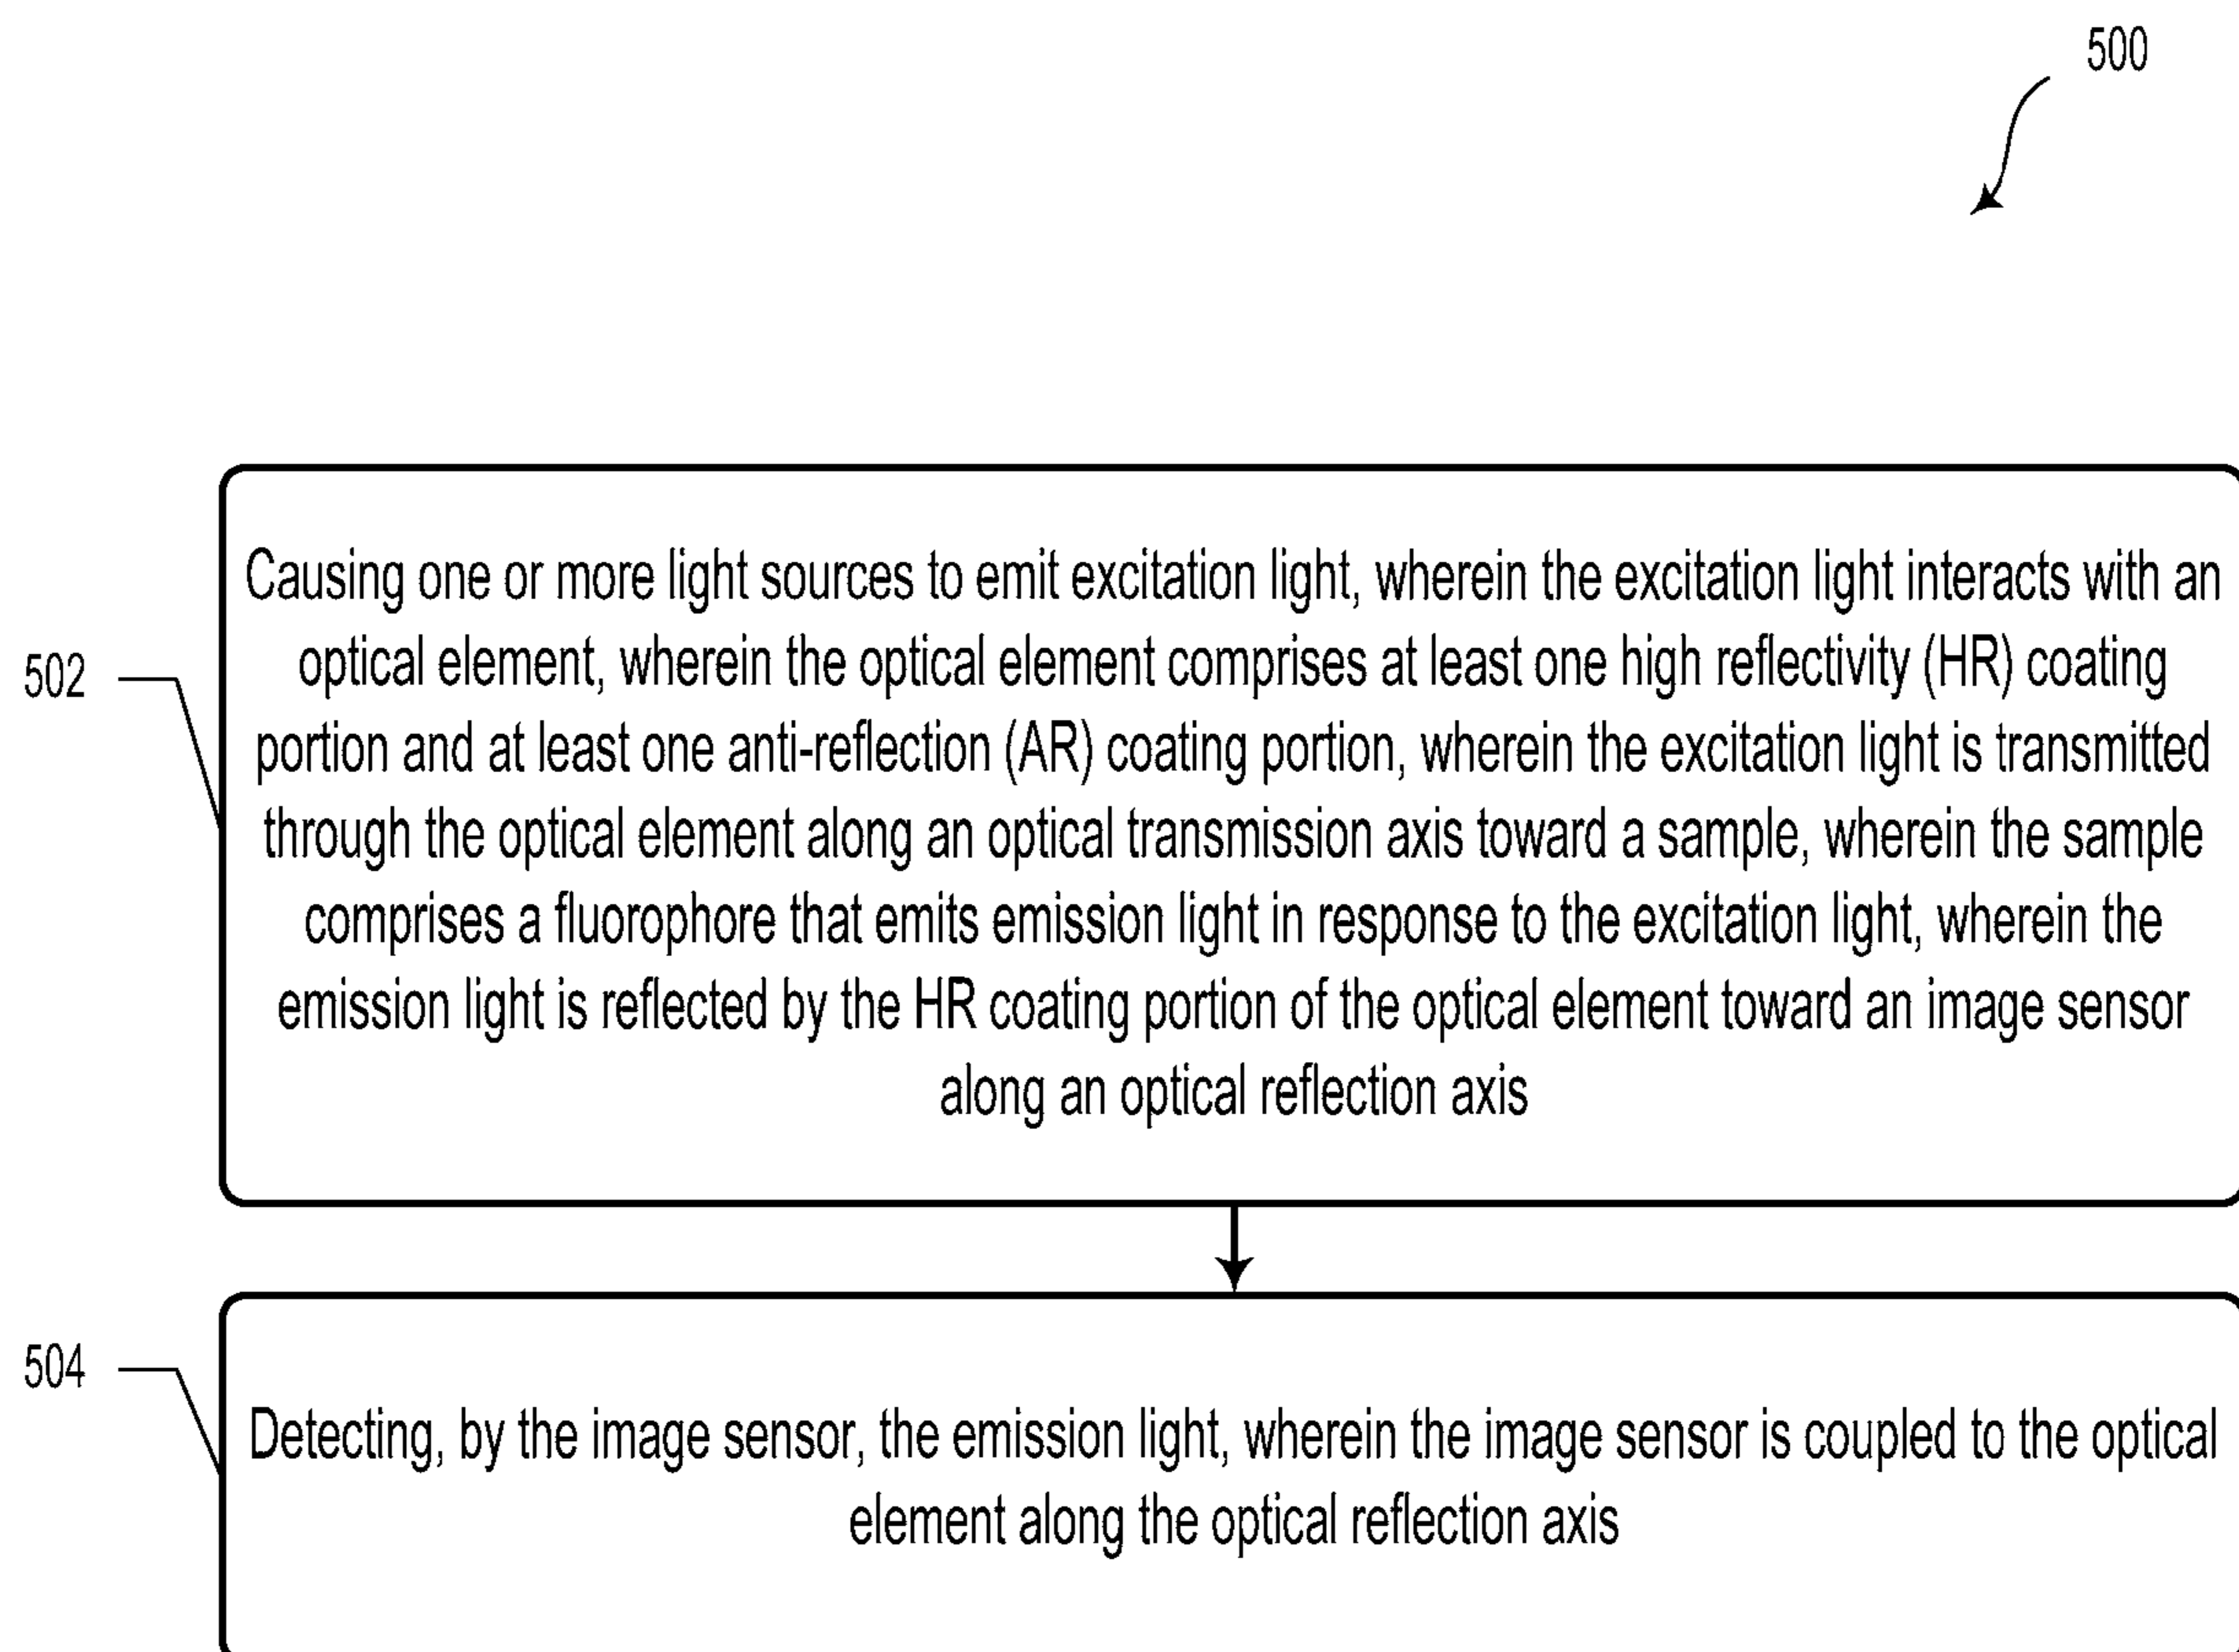 500
502
Causing one or more light sources to emit excitation light, wherein the excitation light interacts with an
optical element, wherein the optical element comprises at least one high reflectivity (HR) coating
portion and at least one anti-reflection (AR) coating portion, wherein the excitation light is transmitted
through the optical element along an optical transmission axis toward a sample, wherein the sample
comprises a fluorophore that emits emission light in response to the excitation light, wherein the
emission light is reflected by the HR coating portion of the optical element toward an image sensor
along an optical reflection axis
504
Detecting, by the image sensor, the emission light, wherein the image sensor is coupled to the optical
element along the optical reflection axis